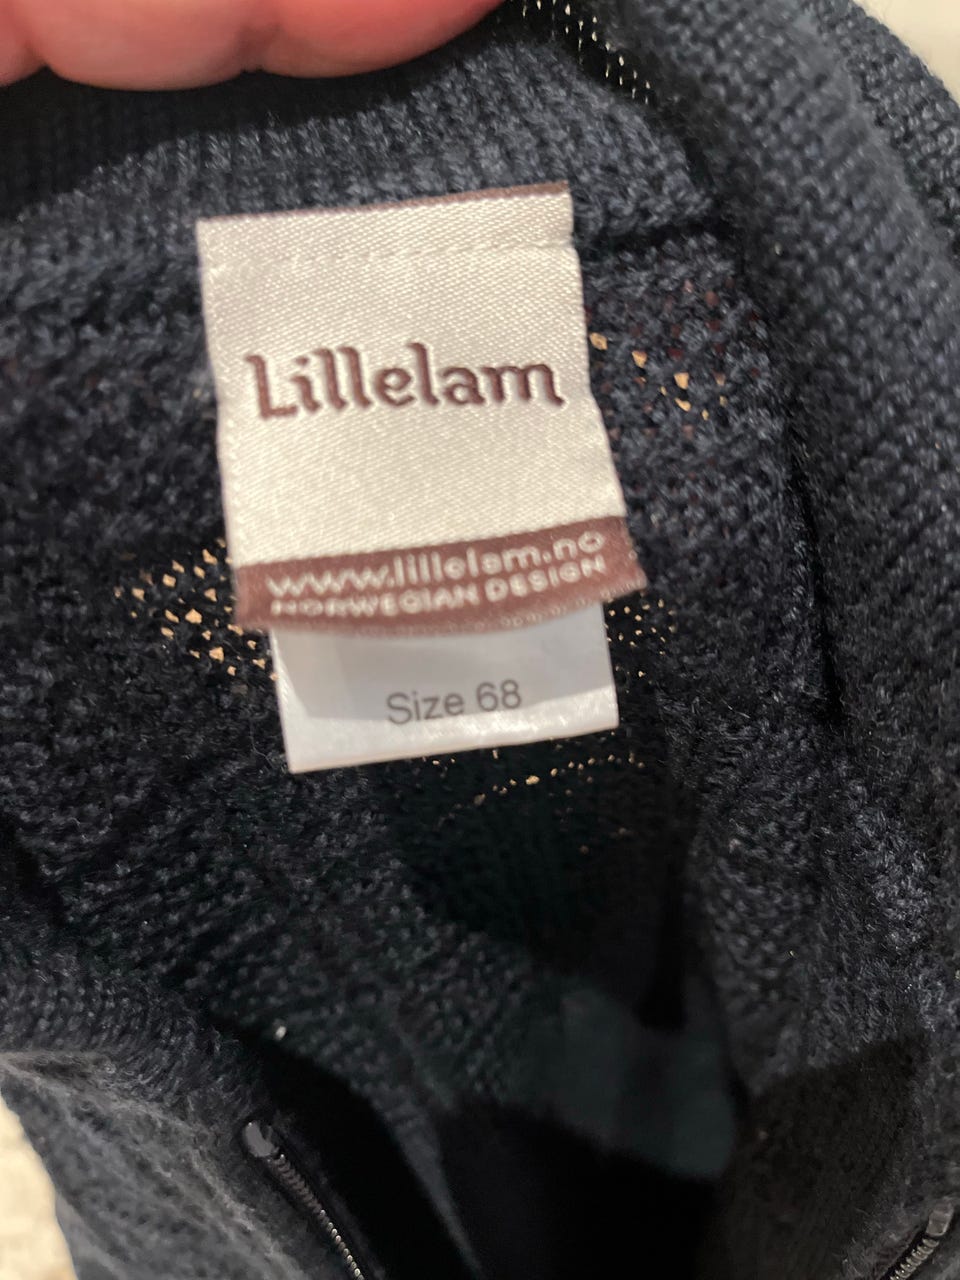 Lillelam
www.lillelam.no
NORWEGIAN DESIGN
Size 68